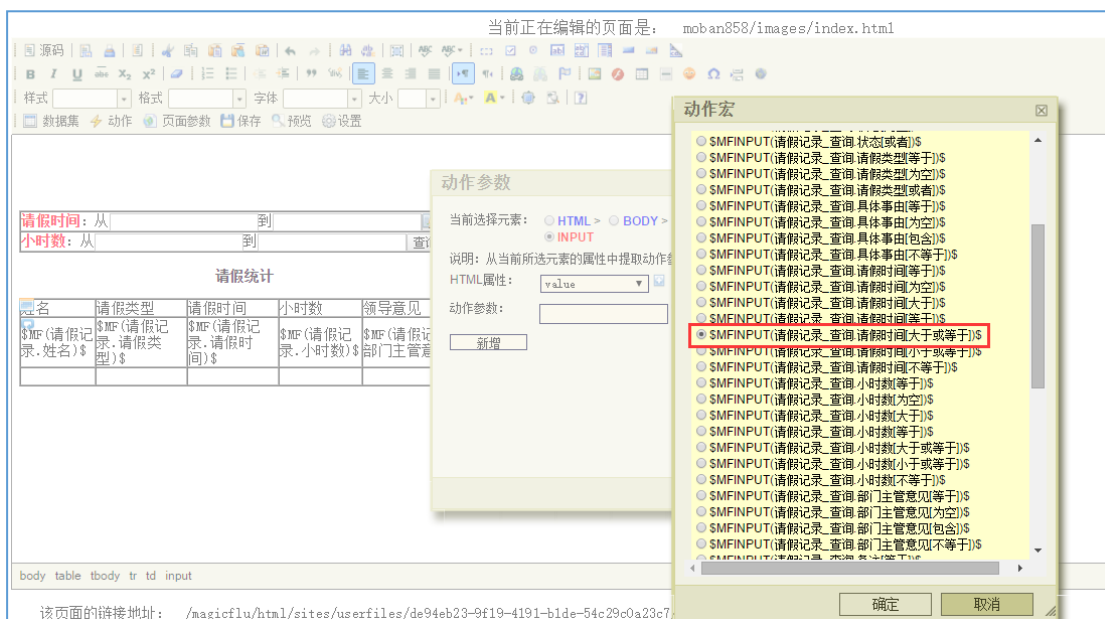 当前正在编辑的页面是： moban858/images/index.html
源码
B I U abc X₂ X²
样式 格式 字体 大小
数据集 动作 页面参数 保存 预览 设置
请假时间：从 到
小时数：从 到
请假统计
姓名 请假类型 请假时间 小时数 领导意见
$MF(请假记录.姓名)$ $MF(请假记录.请假类型)$ $MF(请假记录.请假时间)$ $MF(请假记录.小时数)$ $MF(请假记
部门主管意
动作参数
当前选择元素： HTML > BODY >
INPUT
说明：从当前所选元素的属性中提取动作
HTML属性： value
动作参数：
新增
动作宏
$MFINPUT(请假记录_查询.状态[或者])$
$MFINPUT(请假记录_查询.请假类型[等于])$
$MFINPUT(请假记录_查询.请假类型[为空])$
$MFINPUT(请假记录_查询.请假类型[或者])$
$MFINPUT(请假记录_查询.具体事由[等于])$
$MFINPUT(请假记录_查询.具体事由[为空])$
$MFINPUT(请假记录_查询.具体事由[包含])$
$MFINPUT(请假记录_查询.具体事由[不等于])$
$MFINPUT(请假记录_查询.请假时间[等于])$
$MFINPUT(请假记录_查询.请假时间[为空])$
$MFINPUT(请假记录_查询.请假时间[大于])$
$MFINPUT(请假记录_查询.请假时间[等于])$
$MFINPUT(请假记录_查询.请假时间[大于或等于])$
$MFINPUT(请假记录_查询.请假时间[小于或等于])$
$MFINPUT(请假记录_查询.请假时间[不等于])$
$MFINPUT(请假记录_查询.小时数[等于])$
$MFINPUT(请假记录_查询.小时数[为空])$
$MFINPUT(请假记录_查询.小时数[大于])$
$MFINPUT(请假记录_查询.小时数[等于])$
$MFINPUT(请假记录_查询.小时数[大于或等于])$
$MFINPUT(请假记录_查询.小时数[小于或等于])$
$MFINPUT(请假记录_查询.小时数[不等于])$
$MFINPUT(请假记录_查询.部门主管意见[等于])$
$MFINPUT(请假记录_查询.部门主管意见[为空])$
$MFINPUT(请假记录_查询.部门主管意见[包含])$
$MFINPUT(请假记录_查询.部门主管意见[不等于])$
确定 取消
body table tbody tr td input
该页面的链接地址： /magicflu/html/sites/userfiles/de94eb23-9f19-4191-b1de-54c29c0a23c7